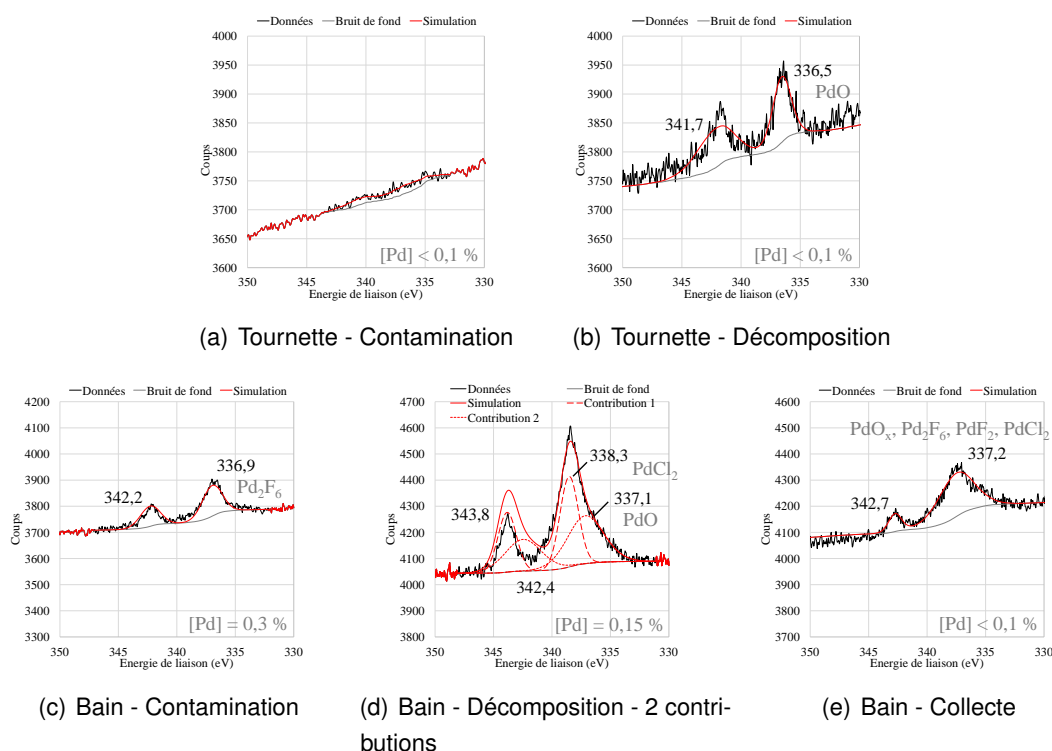 Données Bruit de fond Simulation
4000
3950
3900
3850
3800
3750
3700
3650
3600
Coups
350 345 340 335 330
Energie de liaison (eV)
[Pd] < 0,1 %
(a) Tournette - Contamination
Données Bruit de fond Simulation
4000
3950
3900
3850
3800
3750
3700
3650
3600
Coups
336,5
PdO
341,7
[Pd] < 0,1 %
350 345 340 335 330
Energie de liaison (eV)
(b) Tournette - Décomposition
Données Bruit de fond Simulation
4200
4100
4000
3900
3800
3700
3600
3500
3400
3300
Coups
336,9
Pd₂F₆
342,2
[Pd] = 0,3 %
350 345 340 335 330
Energie de liaison (eV)
(c) Bain - Contamination
Données Bruit de fond
Simulation Contribution 1
Contribution 2
4700
4600
4500
4400
4300
4200
4100
4000
3900
3800
Coups
338,3
PdCl₂
337,1
PdO
343,8
342,4
[Pd] = 0,15 %
350 345 340 335 330
Energie de liaison (eV)
(d) Bain - Décomposition - 2 contri-
butions
Données Bruit de fond Simulation
4600
4500
4400
4300
4200
4100
4000
3900
3800
3700
Coups
PdOₓ, Pd₂F₆, PdF₂, PdCl₂
337,2
342,7
[Pd] < 0,1 %
350 345 340 335 330
Energie de liaison (eV)
(e) Bain - Collecte